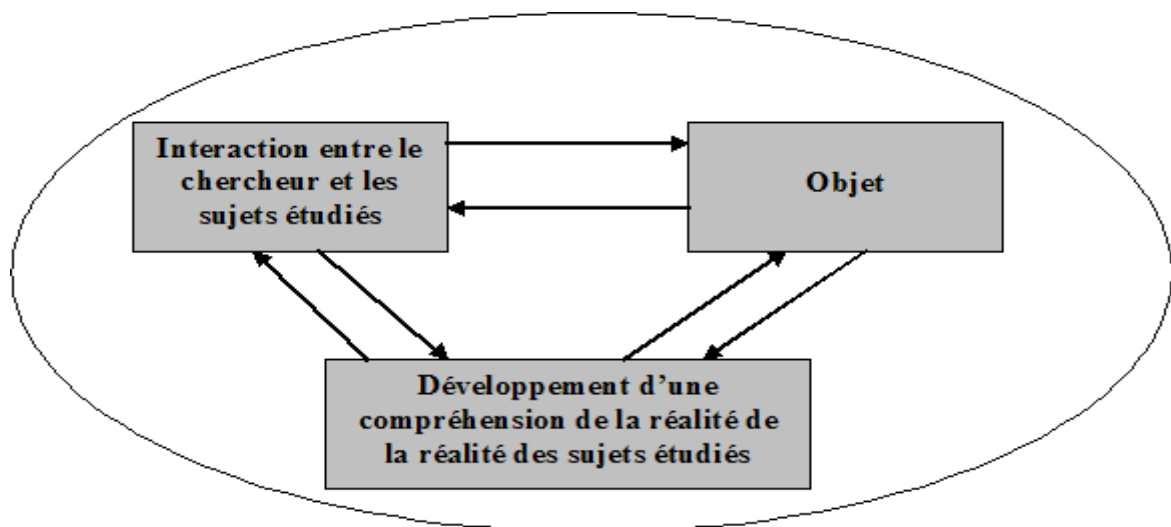 Interaction entre le
chercheur et les
sujets étudiés
Objet
Développement d’une
compréhension de la réalité de
la réalité des sujets étudiés